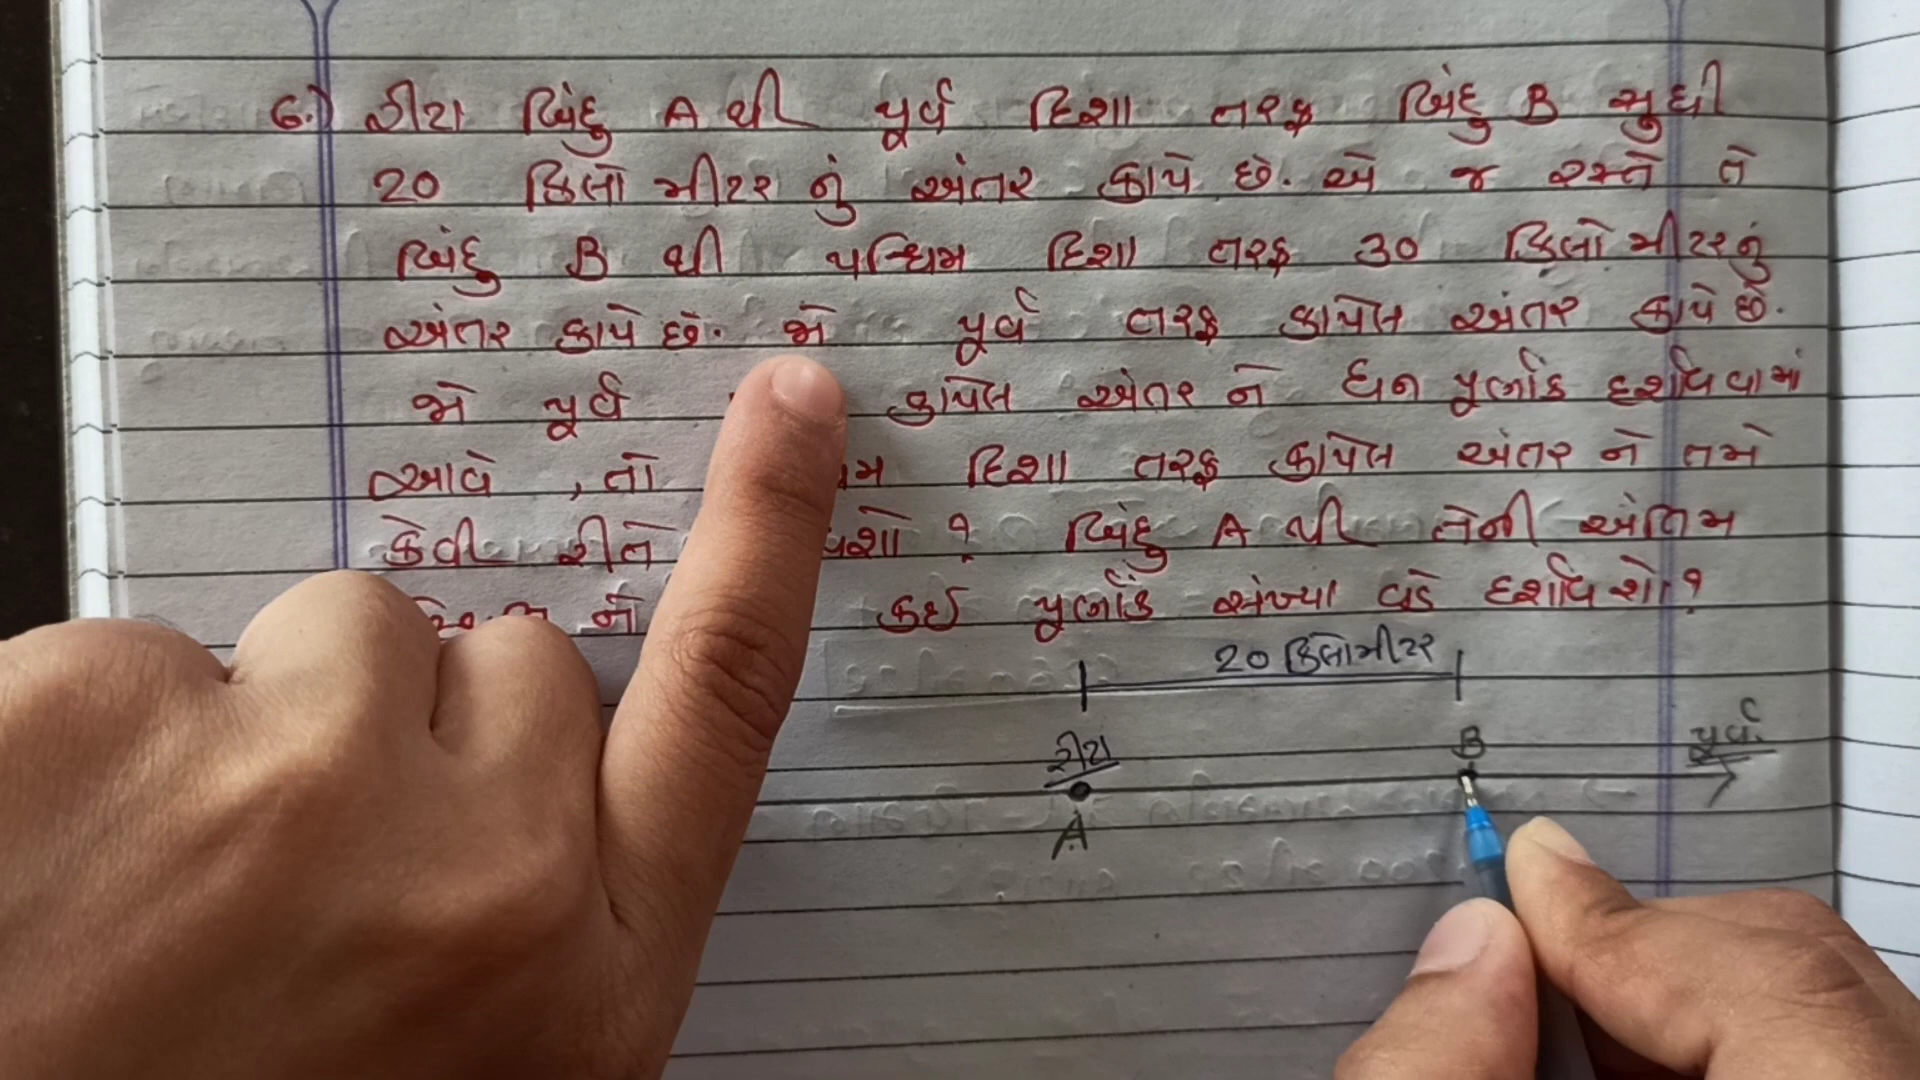 6.) રીટા બિંદુ A થી પૂર્વ દિશા તરફ બિંદુ B સુધી
20 કિલોમીટર નું અંતર કાપે છે. એ જ રસ્તે તે
બિંદુ B થી પશ્ચિમ દિશા તરફ 30 કિલોમીટરનું
અંતર કાપે છે. જો પૂર્વ તરફ કાપેલ અંતર કાપે છે.
જો પૂર્વ કાપેલ અંતર ને ધન પૂર્ણાંક દર્શાવવામાં
આવે , તો દિશા તરફ કાપેલ અંતર ને તમે
કેવી રીતે ? બિંદુ A થી તેની અંતિમ
ને કઈ પૂર્ણાંક સંખ્યા વડે દર્શાવિશો?
20 કિલોમીટર
રીટા B પૂર્વ
A